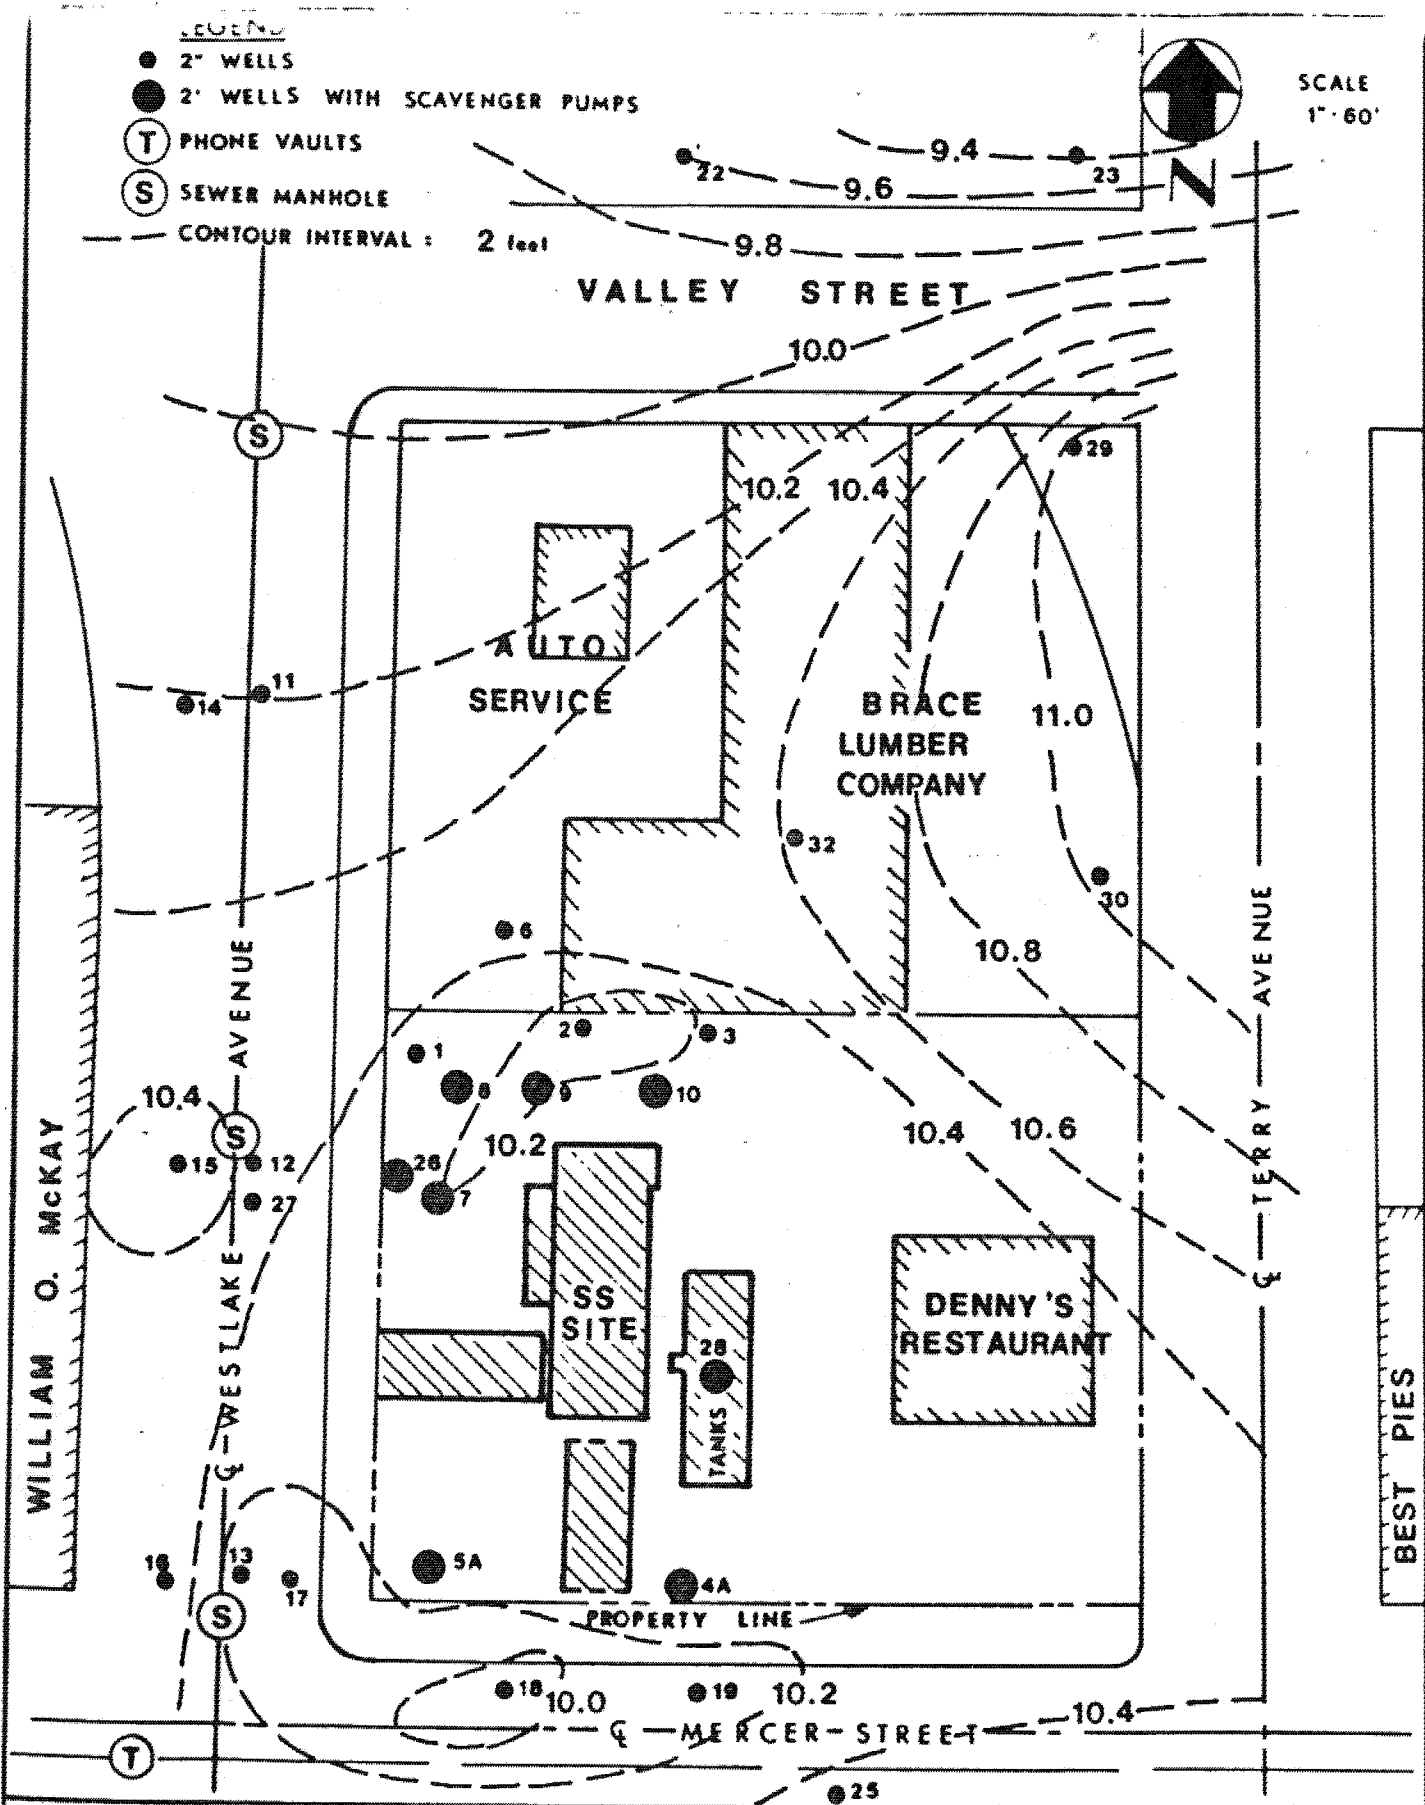 LEGEND
2" WELLS
2' WELLS WITH SCAVENGER PUMPS
T PHONE VAULTS
S SEWER MANHOLE
CONTOUR INTERVAL : 2 feet
N
SCALE
1"·60'
22
23
9.4
9.6
9.8
VALLEY STREET
10.0
S
29
10.2
10.4
AUTO
SERVICE
11
14
BRACE
LUMBER
COMPANY
11.0
32
30
6
10.8
AVENUE
2
3
1
8
9
10
10.4
10.2
10.4
10.6
S
15
12
27
26
7
WILLIAM O. McKAY
℄ WESTLAKE
SS
SITE
28
TANKS
DENNY'S
RESTAURANT
℄ TERRY AVENUE
BEST PIES
16
13
17
S
5A
4A
PROPERTY LINE
18
10.0
19
10.2
10.4
℄ MERCER STREET
T
25